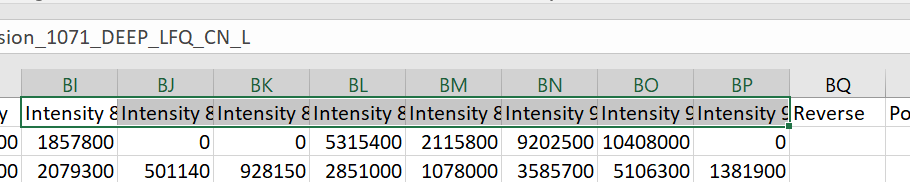 sion_1071_DEEP_LFQ_CN_L
BI BJ BK BL BM BN BO BP BQ
y Intensity 8 Intensity 8 Intensity 8 Intensity 8 Intensity 8 Intensity 9 Intensity 9 Intensity 9 Reverse Po
00 1857800 0 0 5315400 2115800 9202500 10408000 0
00 2079300 501140 928150 2851000 1078000 3585700 5106300 1381900